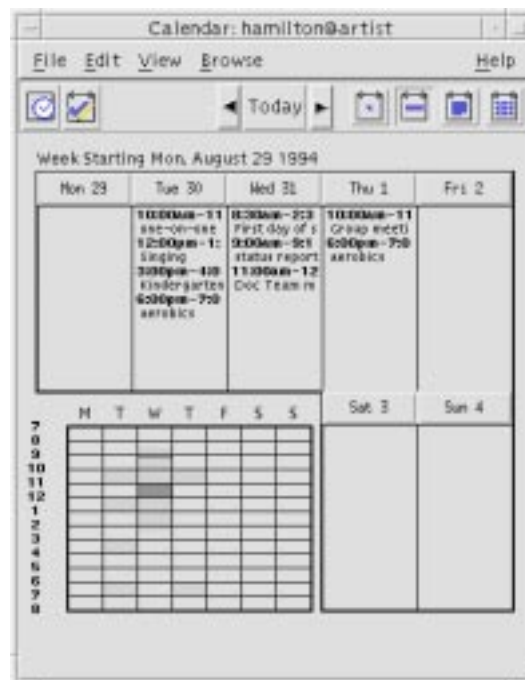 Calendar: hamilton@artist
File Edit View Browse Help
Today
Week Starting Mon, August 29 1994
Mon 29 Tue 30 Wed 31 Thu 1 Fri 2
10:00am-11
one-on-one
12:00pm-1:
Singing
3:00pm-4:0
Kindergarten
6:00pm-7:0
aerobics
8:30am-2:3
First day of s
9:00am-9:1
status report
11:00am-12
Doc Team m
10:00am-11
Group meeti
6:00pm-7:0
aerobics
Sat 3 Sun 4
M T W T F S S
7
8
9
10
11
12
1
2
3
4
5
6
7
8